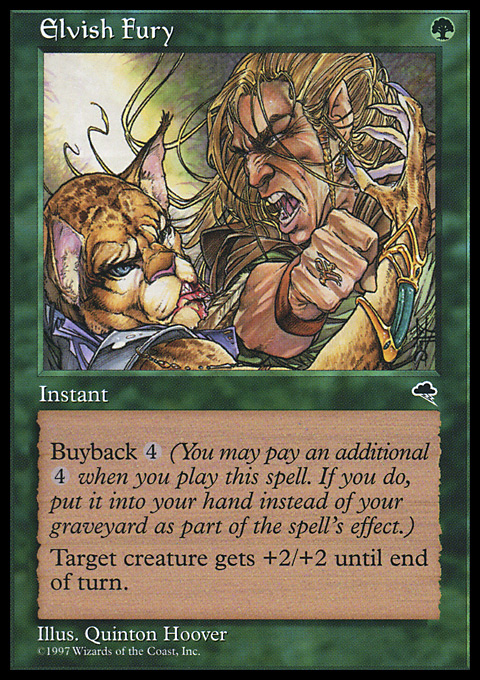 Elvish Fury
Instant
Buyback 4 (You may pay an additional
4 when you play this spell. If you do,
put it into your hand instead of your
graveyard as part of the spell's effect.)
Target creature gets +2/+2 until end
of turn.
Illus. Quinton Hoover
©1997 Wizards of the Coast, Inc.